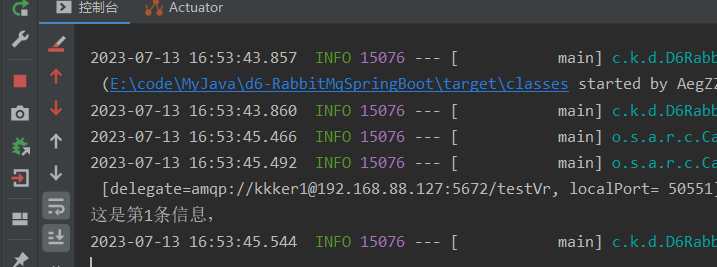 控制台 Actuator
2023-07-13 16:53:43.857 INFO 15076 --- [ main] c.k.d.D6Rabb
(E:\code\MyJava\d6-RabbitMqSpringBoot\target\classes started by AegZZ
2023-07-13 16:53:43.860 INFO 15076 --- [ main] c.k.d.D6Rabb
2023-07-13 16:53:45.466 INFO 15076 --- [ main] o.s.a.r.c.Ca
2023-07-13 16:53:45.492 INFO 15076 --- [ main] o.s.a.r.c.Ca
[delegate=amqp://kkker1@192.168.88.127:5672/testVr, localPort= 50551]
这是第1条信息，
2023-07-13 16:53:45.544 INFO 15076 --- [ main] c.k.d.D6Rabb